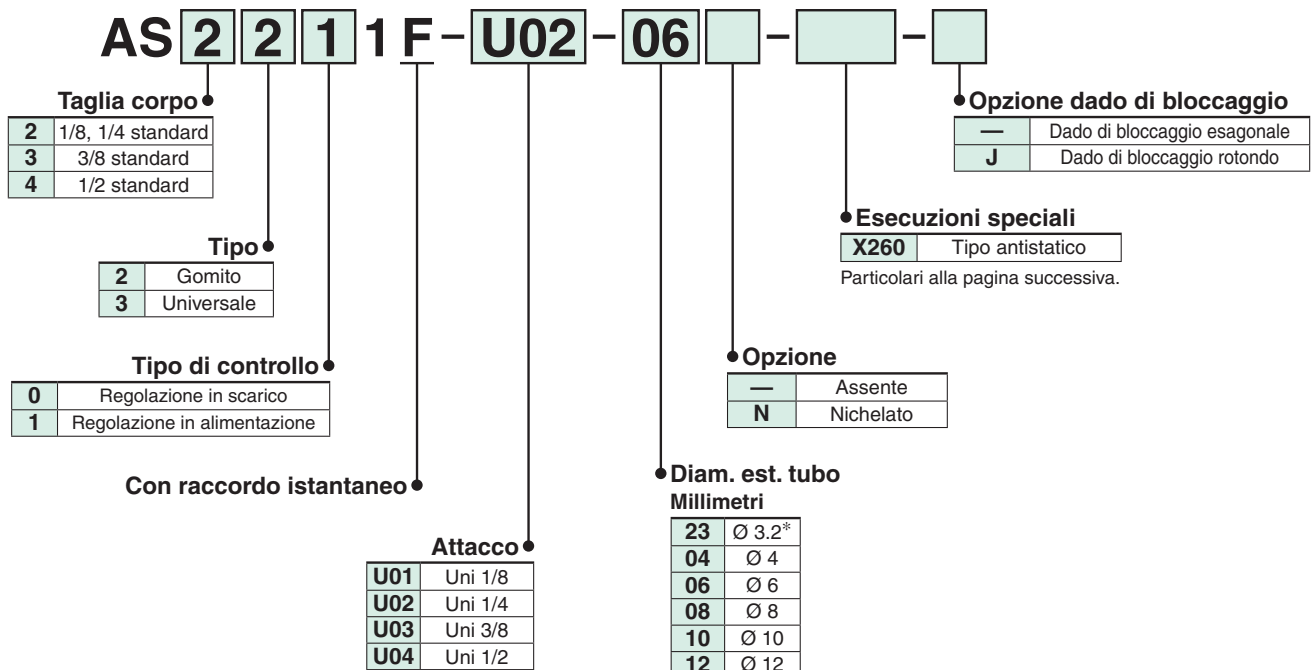 AS 2 2 1 1 F – U02 – 06 – –
Taglia corpo
2 1/8, 1/4 standard
3 3/8 standard
4 1/2 standard
Opzione dado di bloccaggio
— Dado di bloccaggio esagonale
J Dado di bloccaggio rotondo
Esecuzioni speciali
X260 Tipo antistatico
Particolari alla pagina successiva.
Tipo
2 Gomito
3 Universale
Tipo di controllo
0 Regolazione in scarico
1 Regolazione in alimentazione
Opzione
— Assente
N Nichelato
Con raccordo istantaneo
Diam. est. tubo
Millimetri
23 Ø 3.2*
04 Ø 4
06 Ø 6
08 Ø 8
10 Ø 10
12 Ø 12
Attacco
U01 Uni 1/8
U02 Uni 1/4
U03 Uni 3/8
U04 Uni 1/2